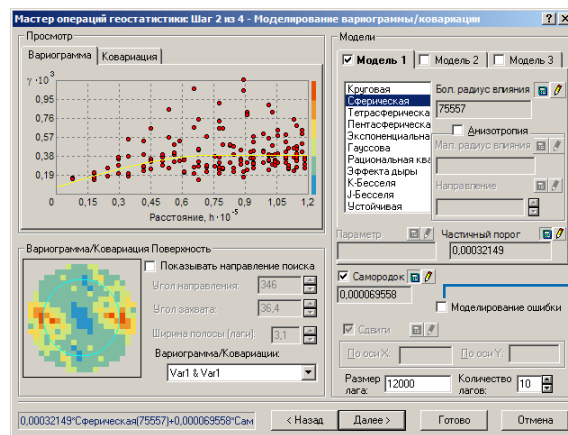 Мастер операций геостатистики: Шаг 2 из 4 - Моделирование вариограммы/ковариации
Просмотр
Вариограмма
Ковариация
γ·10³
0,95
0,76
0,57
0,38
0,19
0 0,15 0,3 0,45 0,6 0,75 0,9 1,05 1,2
Расстояние, h·10⁻⁵
Вариограмма/Ковариация Поверхность
Показывать направление поиска
Угол направления: 346
Угол захвата: 36,4
Ширина полосы [лаги]: 3,1
Вариограмма/Ковариации:
Var1 & Var1
Модели
Модель 1
Модель 2
Модель 3
Круговая
Сферическая
Тетрасферическа
Пентасферическа
Экспоненциальна
Гауссова
Рациональная ква
Эффекта дыры
К-Бесселя
J-Бесселя
Устойчивая
Бол. радиус влияния
75557
Анизотропия
Мал. радиус влияния
Направление
Параметр
Частичный порог
0,00032149
Самородок
0,000069558
Моделирование ошибки
Сдвиги
По оси X:
По оси Y:
Размер лага: 12000
Количество лагов: 10
0,00032149*Сферическая(75557)+0,000069558*Сам
< Назад
Далее >
Готово
Отмена